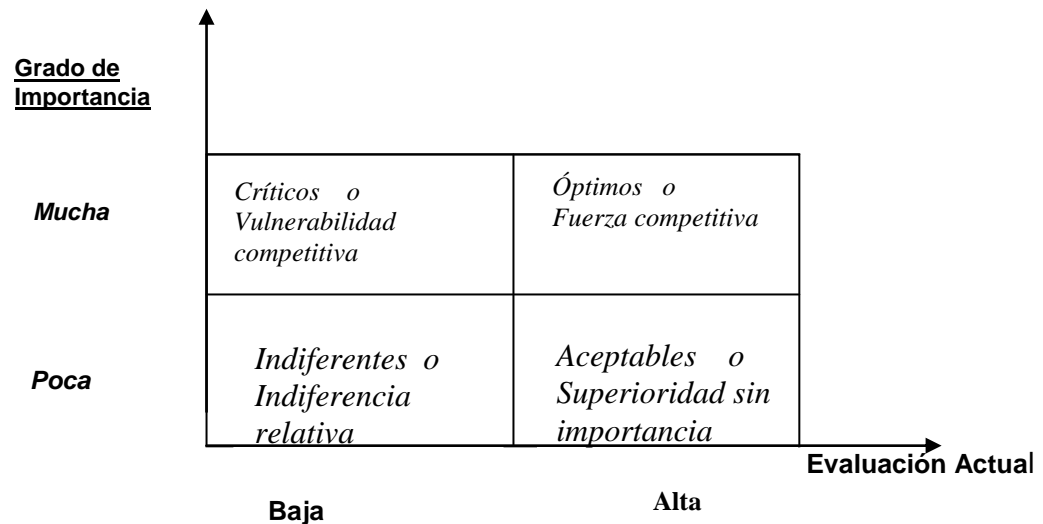 Grado de
Importancia
Mucha
Críticos o
Vulnerabilidad
competitiva
Óptimos o
Fuerza competitiva
Poca
Indiferentes o
Indiferencia
relativa
Aceptables o
Superioridad sin
importancia
Evaluación Actual
Baja
Alta